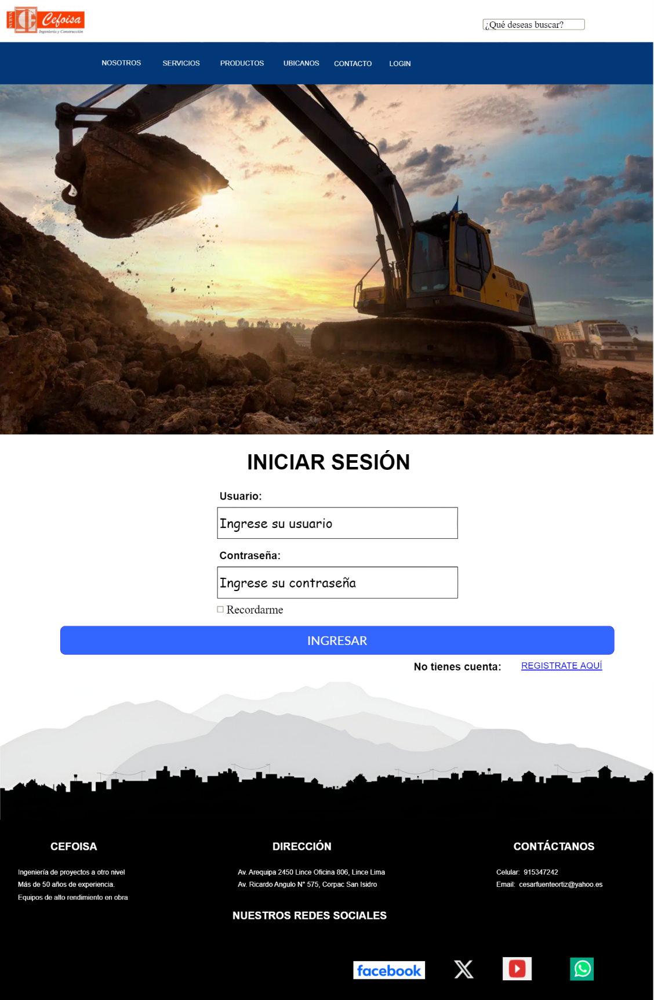 NUEVA
Cefoisa
Ingeniería y Construcción
¿Qué deseas buscar?
NOSOTROS SERVICIOS PRODUCTOS UBICANOS CONTACTO LOGIN
INICIAR SESIÓN
Usuario:
Ingrese su usuario
Contraseña:
Ingrese su contraseña
Recordarme
INGRESAR
No tienes cuenta: REGISTRATE AQUÍ
CEFOISA
Ingeniería de proyectos a otro nivel
Más de 50 años de experiencia.
Equipos de alto rendimiento en obra
DIRECCIÓN
Av. Arequipa 2450 Lince Oficina 806, Lince Lima
Av. Ricardo Angulo N° 575, Corpac San Isidro
CONTÁCTANOS
Celular: 915347242
Email: cesarfuenteortiz@yahoo.es
NUESTROS REDES SOCIALES
facebook